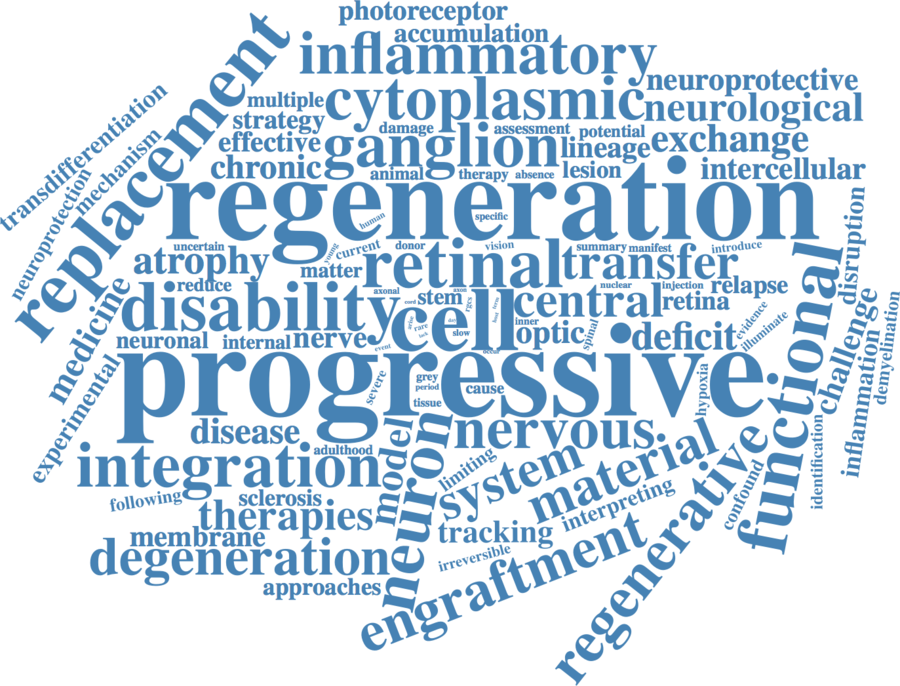 photoreceptor
accumulation
inflammatory
replacement
neuroprotective
cytoplasmic
neurological
multiple
strategy
transdifferentiation
damage
assessment
potential
effective
ganglion
lineage
exchange
mechanism
chronic
animal
therapy
absence
lesion
intercellular
neuroprotection
regeneration
human
specific
disruption
uncertain
young
current
donor
vision
summary
manifest
introduce
atrophy
matter
retinal
transfer
functional
reduce
axonal
stem
axon
nuclear
injection
relapse
medicine
disability
cell
rgcs
central
retina
challenge
demyelination
rare
slow
inner
optic
spinal
deficit
evidence
illuminate
neuronal
internal
nerve
event
progressive
severe
grey
period
cause
tissue
hypoxia
inflammation
experimental
disease
adulthood
model
neuron
nervous
integration
limiting
system
material
regenerative
confound
identification
following
sclerosis
therapies
tracking
interpreting
membrane
degeneration
irreversible
engraftment
approaches